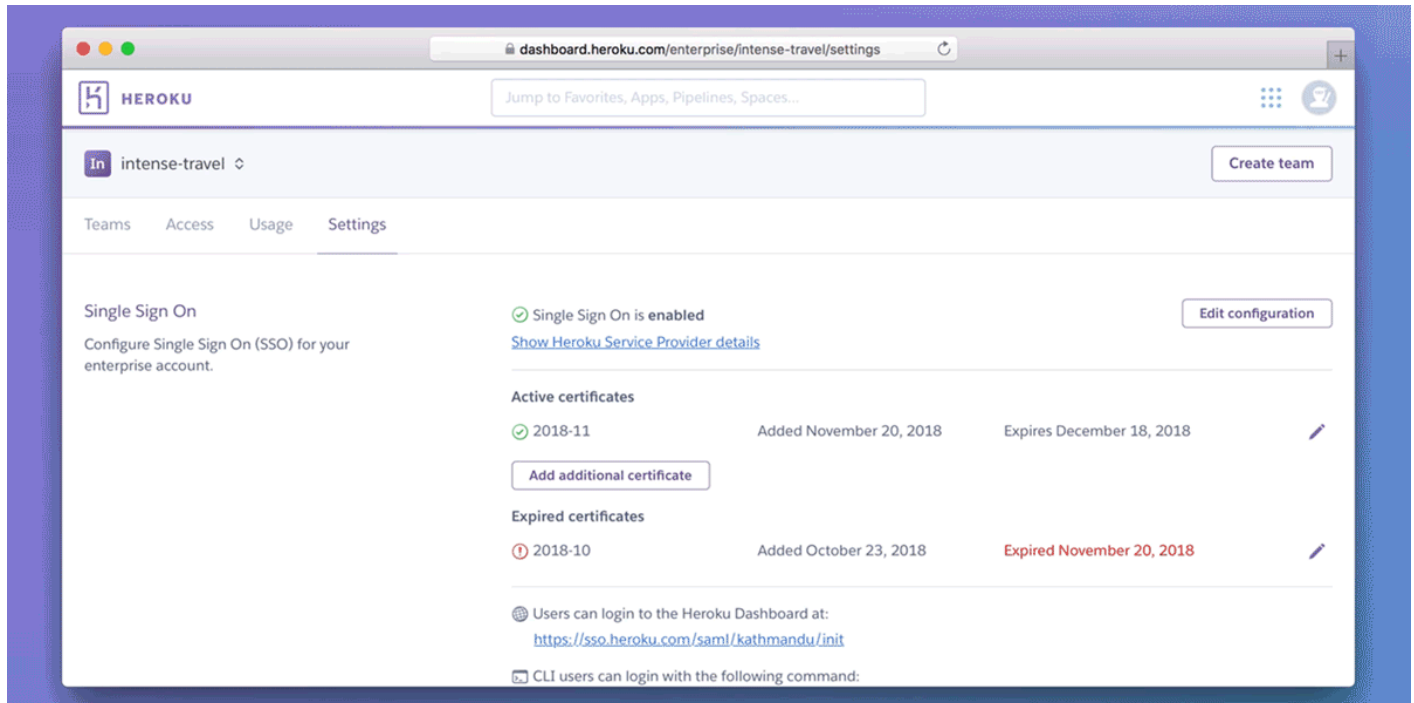 dashboard.heroku.com/enterprise/intense-travel/settings
HEROKU
Jump to Favorites, Apps, Pipelines, Spaces...
In intense-travel
Create team
Teams Access Usage Settings
Single Sign On
Configure Single Sign On (SSO) for your
enterprise account.
Single Sign On is enabled
Edit configuration
Show Heroku Service Provider details
Active certificates
2018-11 Added November 20, 2018 Expires December 18, 2018
Add additional certificate
Expired certificates
2018-10 Added October 23, 2018 Expired November 20, 2018
Users can login to the Heroku Dashboard at:
https://sso.heroku.com/saml/kathmandu/init
CLI users can login with the following command: